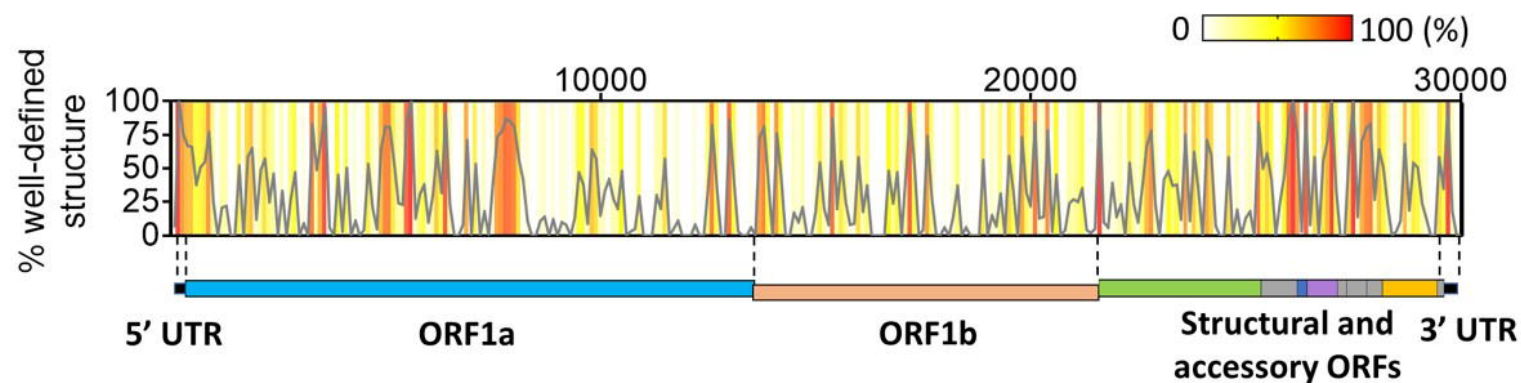 0 100 (%)
10000 20000 30000
% well-defined
structure
100
75
50
25
0
5’ UTR ORF1a ORF1b Structural and 3’ UTR
accessory ORFs